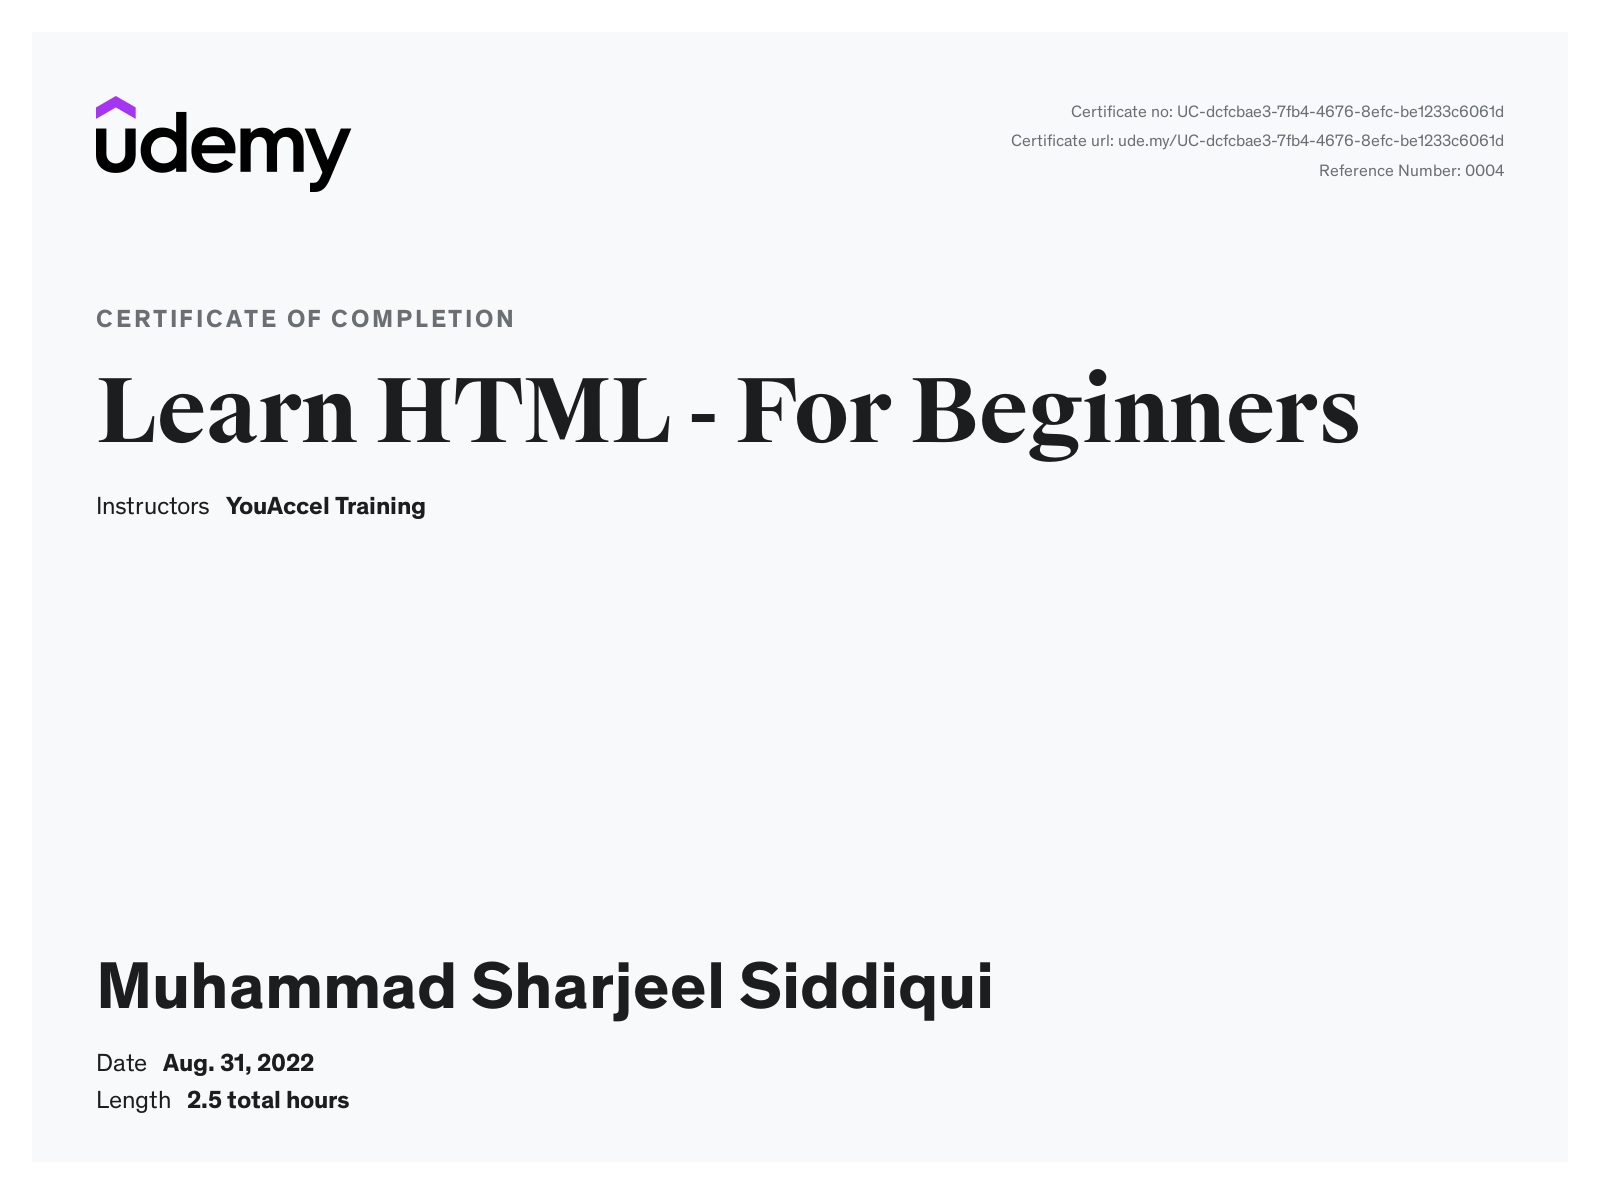 udemy
Certificate no: UC-dcfcbae3-7fb4-4676-8efc-be1233c6061d
Certificate url: ude.my/UC-dcfcbae3-7fb4-4676-8efc-be1233c6061d
Reference Number: 0004
CERTIFICATE OF COMPLETION
Learn HTML - For Beginners
Instructors YouAccel Training
Muhammad Sharjeel Siddiqui
Date Aug. 31, 2022
Length 2.5 total hours